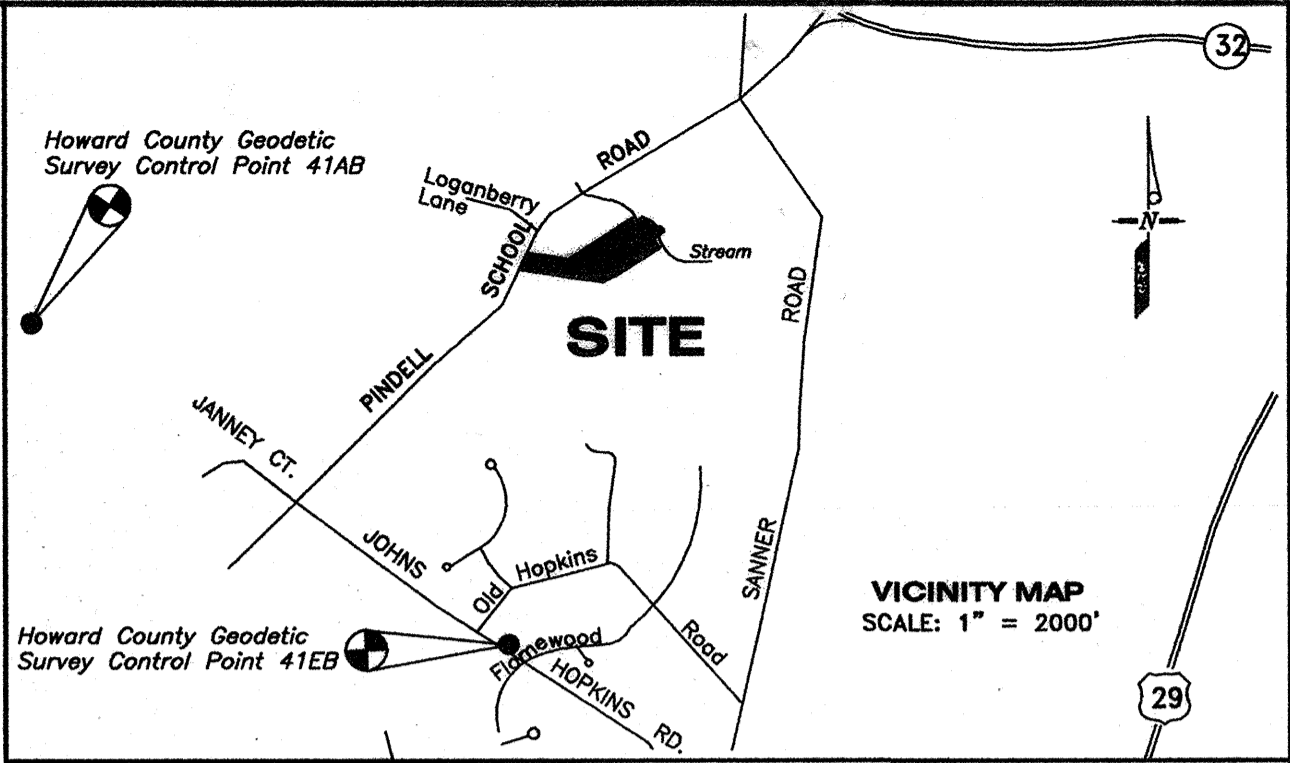 32
Howard County Geodetic
Survey Control Point 41AB
ROAD
Loganberry
Lane
SCHOOL
Stream
N
SITE
ROAD
PINDELL
JANNEY CT.
JOHNS
Old
Hopkins
SANNER
VICINITY MAP
SCALE: 1" = 2000'
Howard County Geodetic
Survey Control Point 41EB
Flamewood
Road
HOPKINS
RD.
29